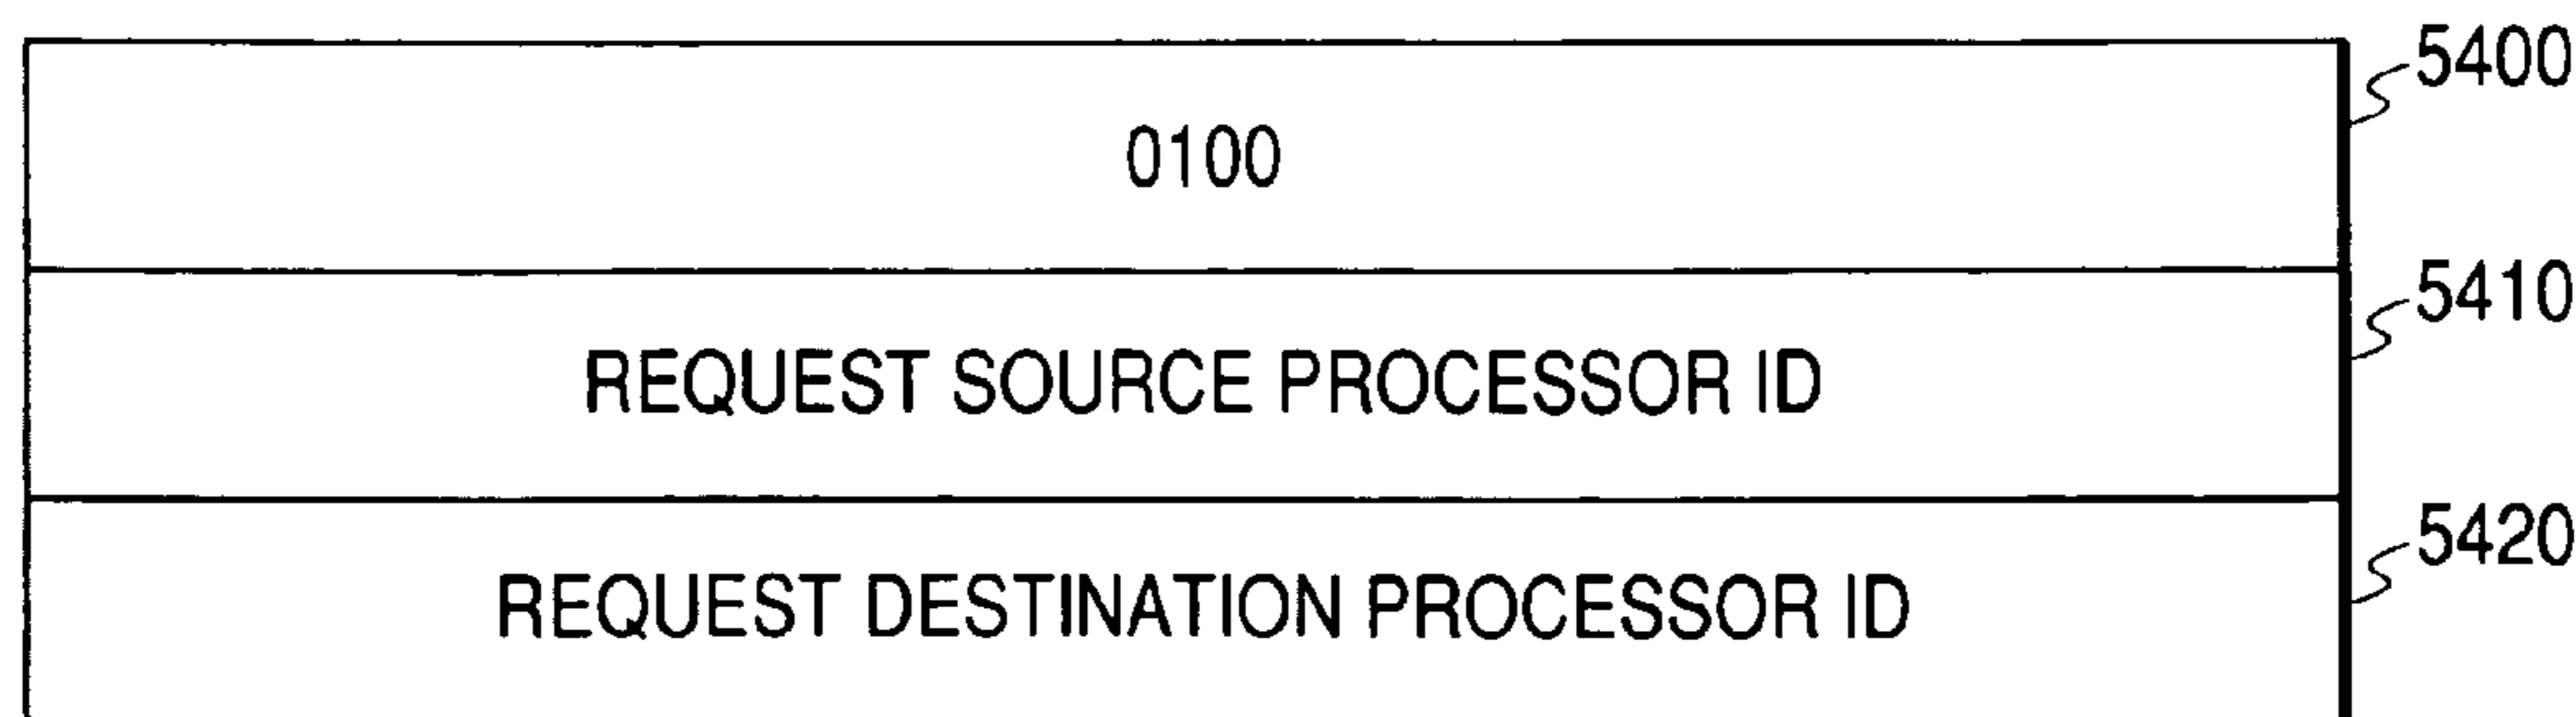 5400
0100
5410
REQUEST SOURCE PROCESSOR ID
5420
REQUEST DESTINATION PROCESSOR ID